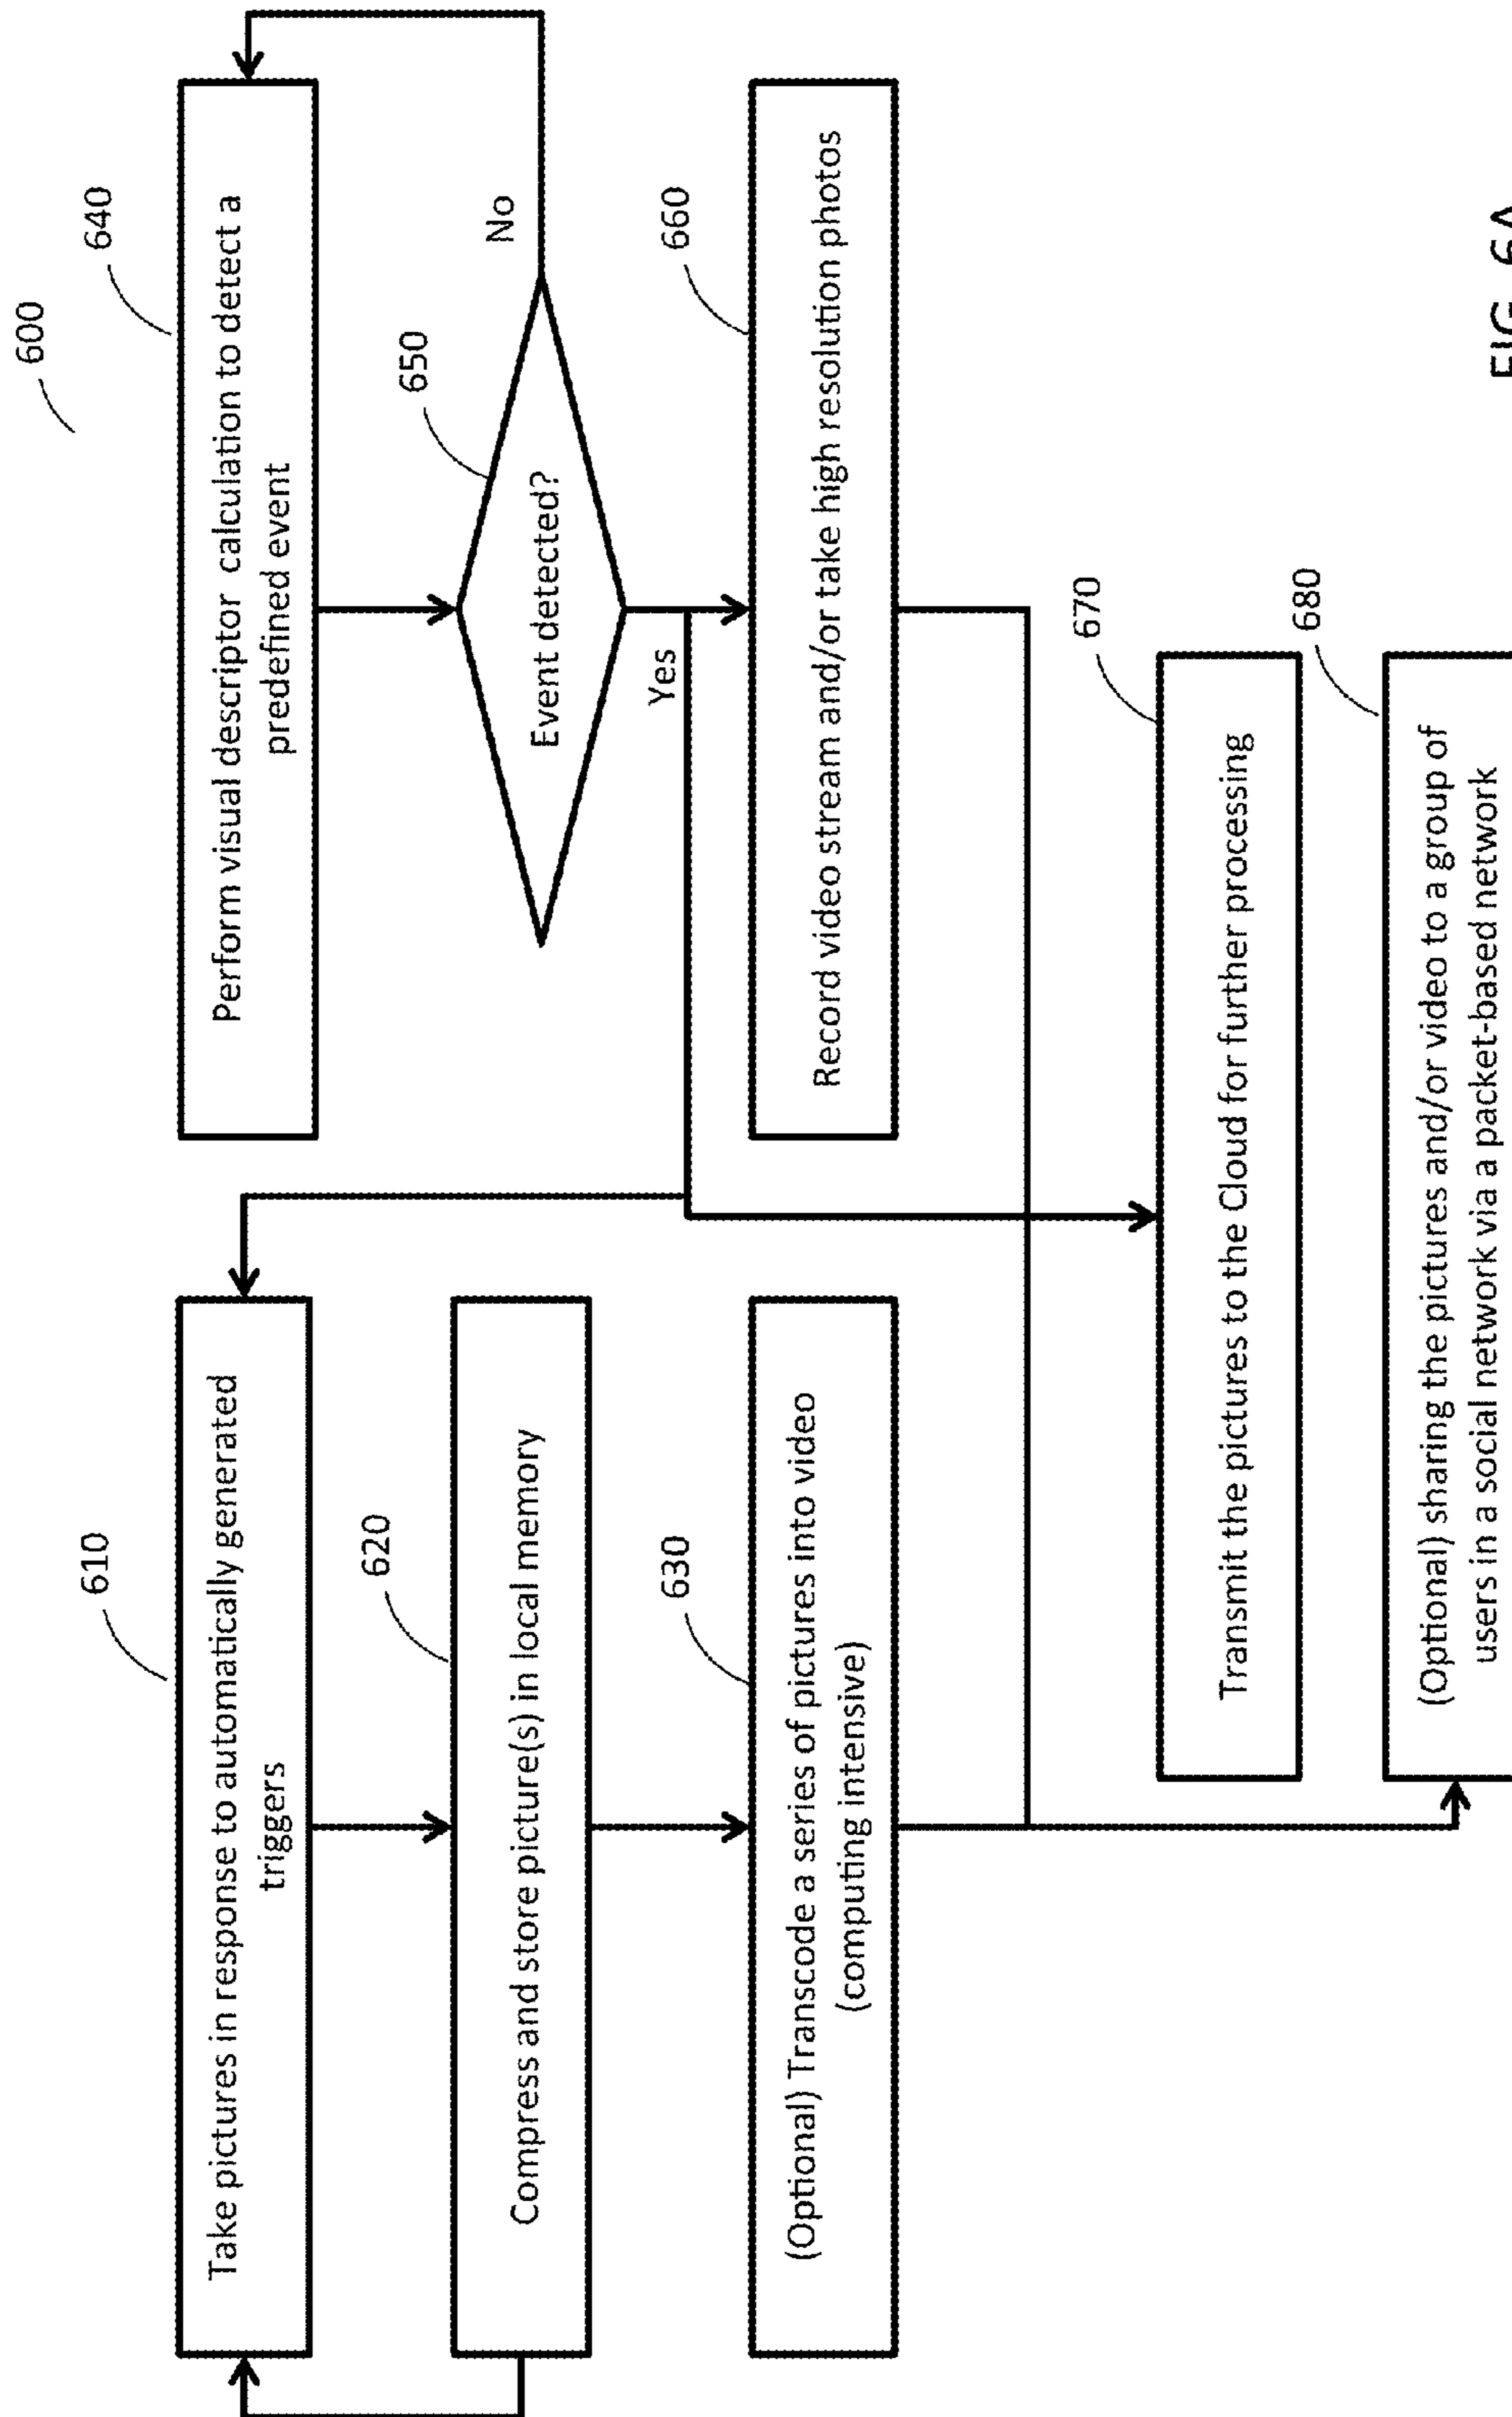 600
610
Take pictures in response to automatically generated
triggers
620
Compress and store picture(s) in local memory
630
(Optional) Transcode a series of pictures into video
(computing intensive)
640
Perform visual descriptor calculation to detect a
predefined event
650
Event detected?
No
Yes
660
Record video stream and/or take high resolution photos
670
Transmit the pictures to the Cloud for further processing
680
(Optional) sharing the pictures and/or video to a group of
users in a social network via a packet-based network
FIG. 6A